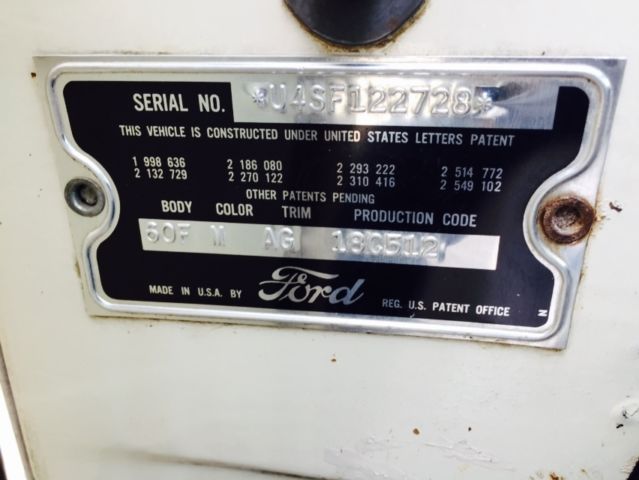 SERIAL NO. *U4SF122728*
THIS VEHICLE IS CONSTRUCTED UNDER UNITED STATES LETTERS PATENT
1 998 636 2 186 080 2 293 222 2 514 772
2 132 729 2 270 122 2 310 416 2 549 102
OTHER PATENTS PENDING
BODY COLOR TRIM PRODUCTION CODE
60F M AG 18C512
MADE IN U.S.A. BY Ford REG. U.S. PATENT OFFICE N